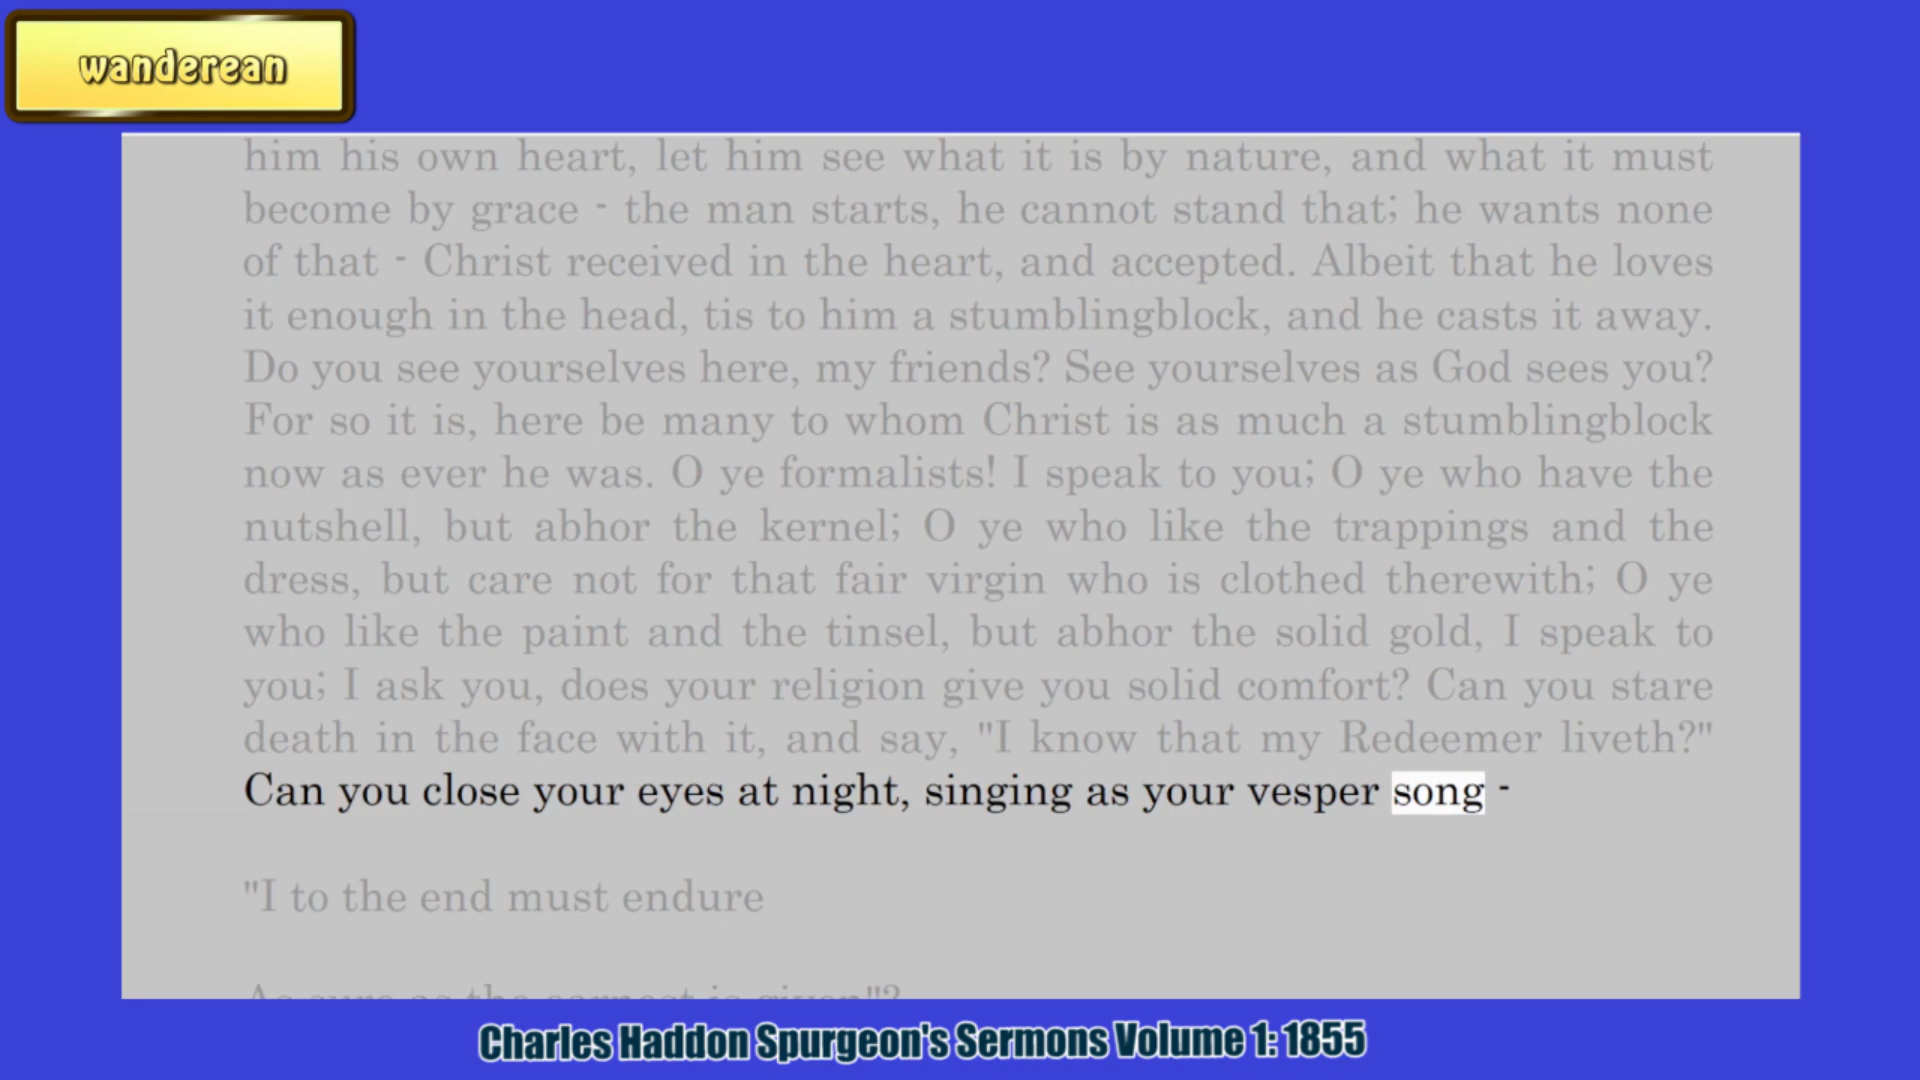 wanderean
him his own heart, let him see what it is by nature, and what it must
become by grace - the man starts, he cannot stand that; he wants none
of that - Christ received in the heart, and accepted. Albeit that he loves
it enough in the head, tis to him a stumblingblock, and he casts it away.
Do you see yourselves here, my friends? See yourselves as God sees you?
For so it is, here be many to whom Christ is as much a stumblingblock
now as ever he was. O ye formalists! I speak to you; O ye who have the
nutshell, but abhor the kernel; O ye who like the trappings and the
dress, but care not for that fair virgin who is clothed therewith; O ye
who like the paint and the tinsel, but abhor the solid gold, I speak to
you; I ask you, does your religion give you solid comfort? Can you stare
death in the face with it, and say, "I know that my Redeemer liveth?"
Can you close your eyes at night, singing as your vesper song -
"I to the end must endure
As sure as the earnest is given"?
Charles Haddon Spurgeon's Sermons Volume 1: 1855